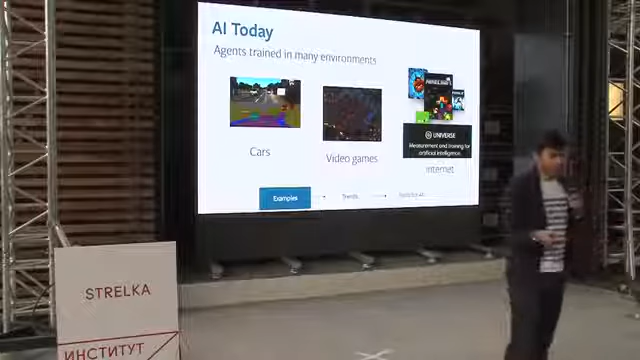 AI Today
Agents trained in many environments
MINECRAFT
UNIVERSE
Measurement and training for
artificial intelligence.
Cars
Video games
Internet
Examples
Trends
STRELKA
ИНСТИТУТ